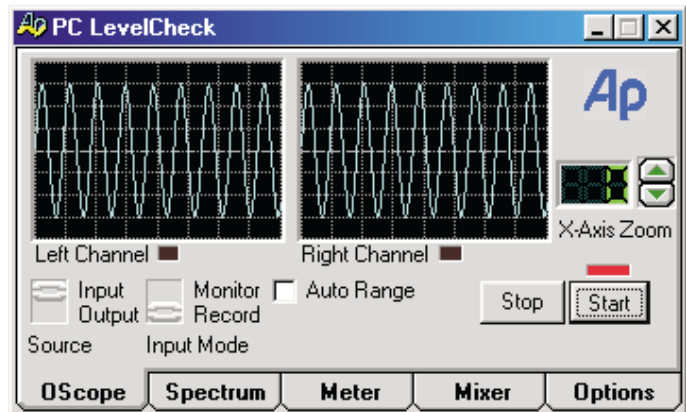 Ap PC LevelCheck
Ap
Left Channel
Right Channel
X-Axis Zoom
Input
Output
Monitor
Record
Auto Range
Stop
Start
Source
Input Mode
OScope
Spectrum
Meter
Mixer
Options